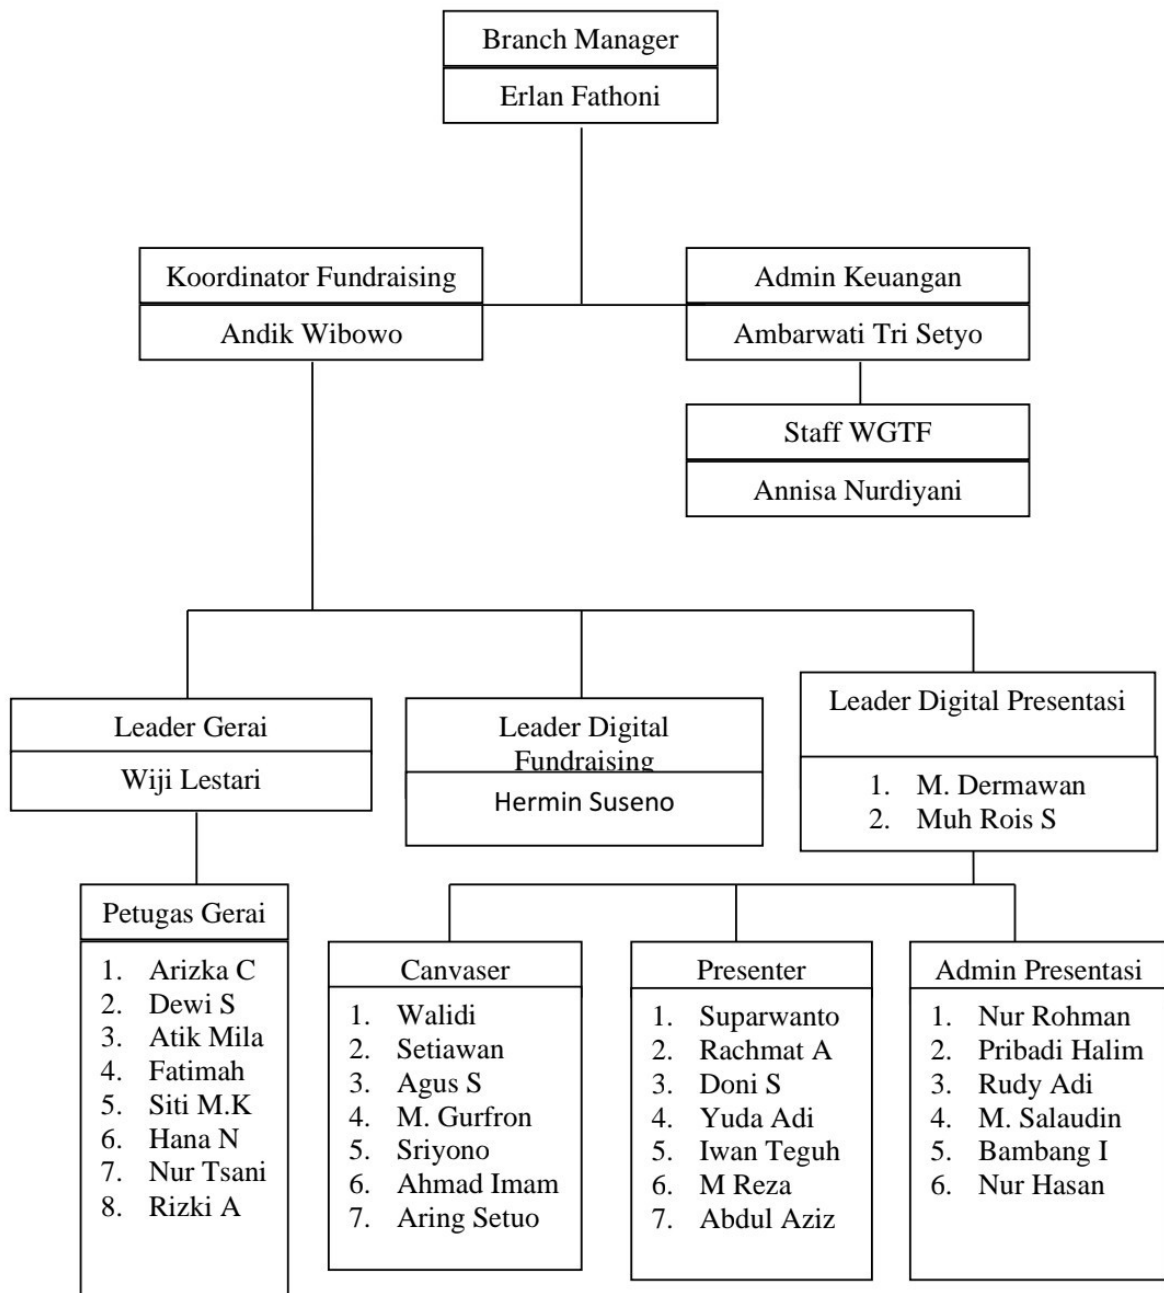 Branch Manager
Erlan Fathoni
Koordinator Fundraising
Andik Wibowo
Admin Keuangan
Ambarwati Tri Setyo
Staff WGTF
Annisa Nurdiyani
Leader Gerai
Wiji Lestari
Leader Digital
Fundraising
Hermin Suseno
Leader Digital Presentasi
1. M. Dermawan
2. Muh Rois S
Petugas Gerai
1. Arizka C
2. Dewi S
3. Atik Mila
4. Fatimah
5. Siti M.K
6. Hana N
7. Nur Tsani
8. Rizki A
Canvaser
1. Walidi
2. Setiawan
3. Agus S
4. M. Gurfron
5. Sriyono
6. Ahmad Imam
7. Aring Setuo
Presenter
1. Suparwanto
2. Rachmat A
3. Doni S
4. Yuda Adi
5. Iwan Teguh
6. M Reza
7. Abdul Aziz
Admin Presentasi
1. Nur Rohman
2. Pribadi Halim
3. Rudy Adi
4. M. Salaudin
5. Bambang I
6. Nur Hasan